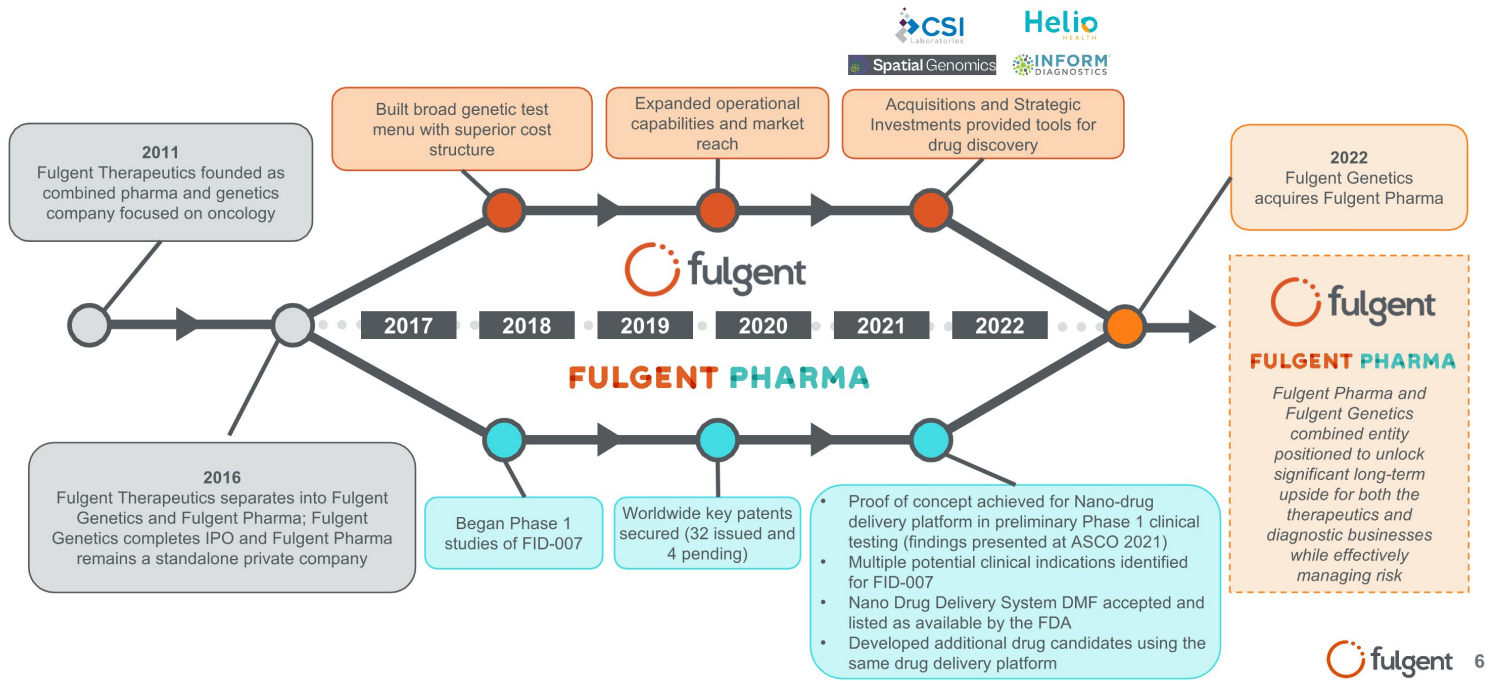 CSI
Laboratories
Helio
HEALTH
Spatial Genomics
INFORM
DIAGNOSTICS
Built broad genetic test
menu with superior cost
structure
Expanded operational
capabilities and market
reach
Acquisitions and Strategic
Investments provided tools for
drug discovery
2011
Fulgent Therapeutics founded as
combined pharma and genetics
company focused on oncology
2022
Fulgent Genetics
acquires Fulgent Pharma
fulgent
2017
2018
2019
2020
2021
2022
FULGENT PHARMA
2016
Fulgent Therapeutics separates into Fulgent
Genetics and Fulgent Pharma; Fulgent
Genetics completes IPO and Fulgent Pharma
remains a standalone private company
Began Phase 1
studies of FID-007
Worldwide key patents
secured (32 issued and
4 pending)
• Proof of concept achieved for Nano-drug
delivery platform in preliminary Phase 1 clinical
testing (findings presented at ASCO 2021)
• Multiple potential clinical indications identified
for FID-007
• Nano Drug Delivery System DMF accepted and
listed as available by the FDA
• Developed additional drug candidates using the
same drug delivery platform
fulgent
FULGENT PHARMA
Fulgent Pharma and
Fulgent Genetics
combined entity
positioned to unlock
significant long-term
upside for both the
therapeutics and
diagnostic businesses
while effectively
managing risk
fulgent 6